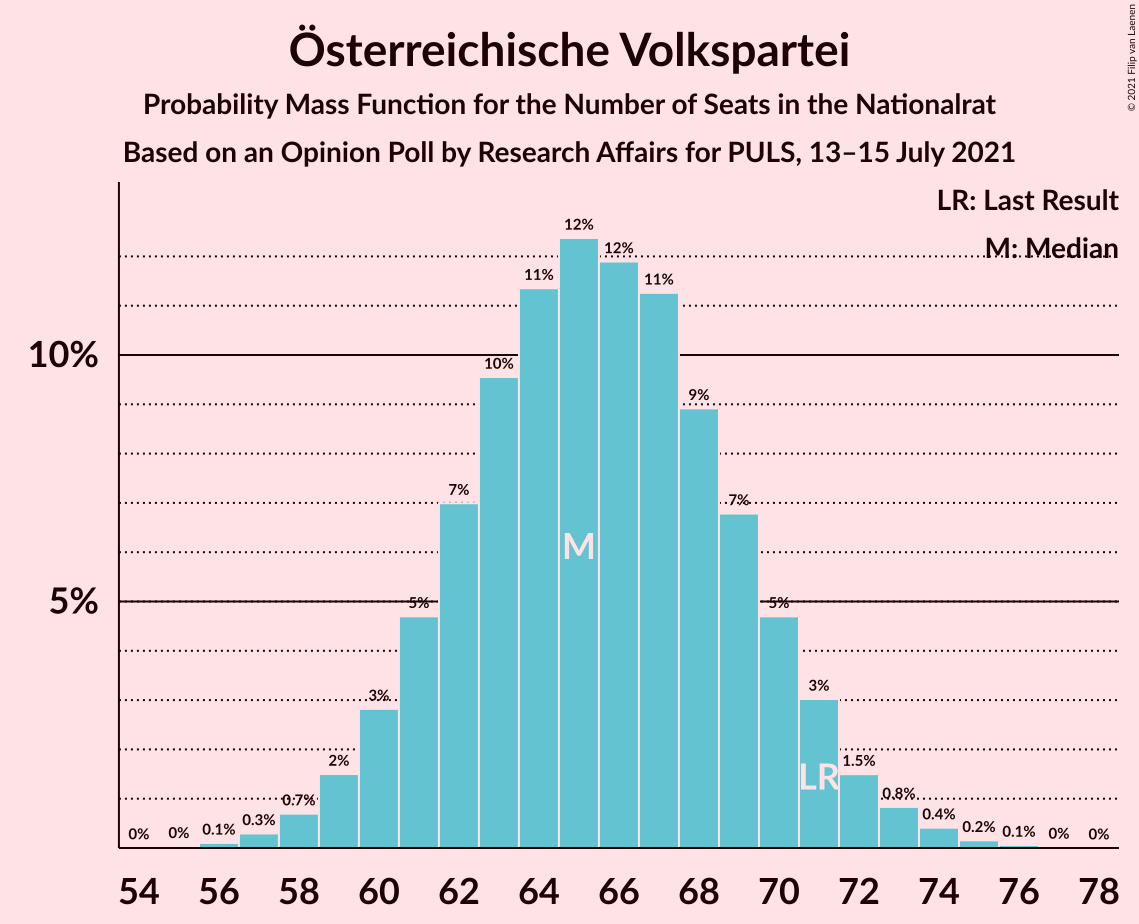 Österreichische Volkspartei
Probability Mass Function for the Number of Seats in the Nationalrat
Based on an Opinion Poll by Research Affairs for PULS, 13–15 July 2021
© 2021 Filip van Laenen
LR: Last Result
M: Median
10%
5%
0% 0% 0.1% 0.3% 0.7% 2% 3% 5% 7% 10% 11% 12% 12% 11% 9% 7% 5% 3% 1.5% 0.8% 0.4% 0.2% 0.1% 0% 0%
M
LR
54 56 58 60 62 64 66 68 70 72 74 76 78